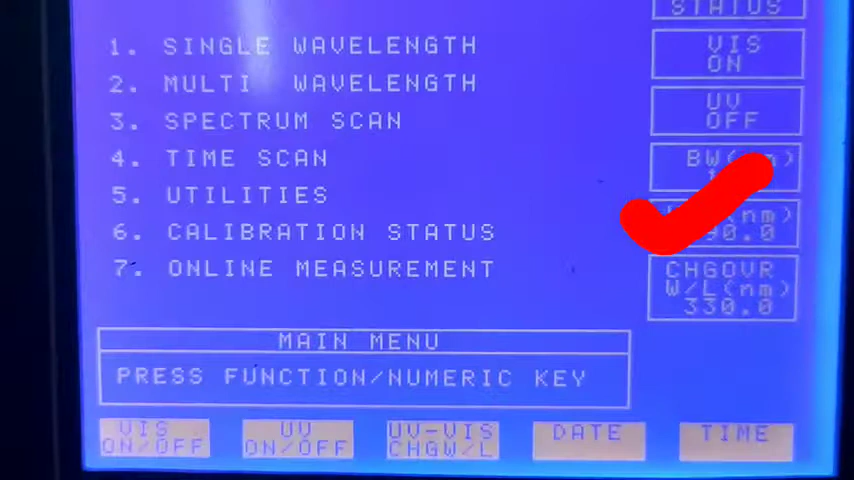 STATUS
1. SINGLE WAVELENGTH
2. MULTI WAVELENGTH
3. SPECTRUM SCAN
4. TIME SCAN
5. UTILITIES
6. CALIBRATION STATUS
7. ONLINE MEASUREMENT
VIS
ON
UV
OFF
CHGOVR
W/L(nm)
330.0
MAIN MENU
PRESS FUNCTION/NUMERIC KEY
VIS
ON/OFF
UV
ON/OFF
UV-VIS
CHGW/L
DATE
TIME